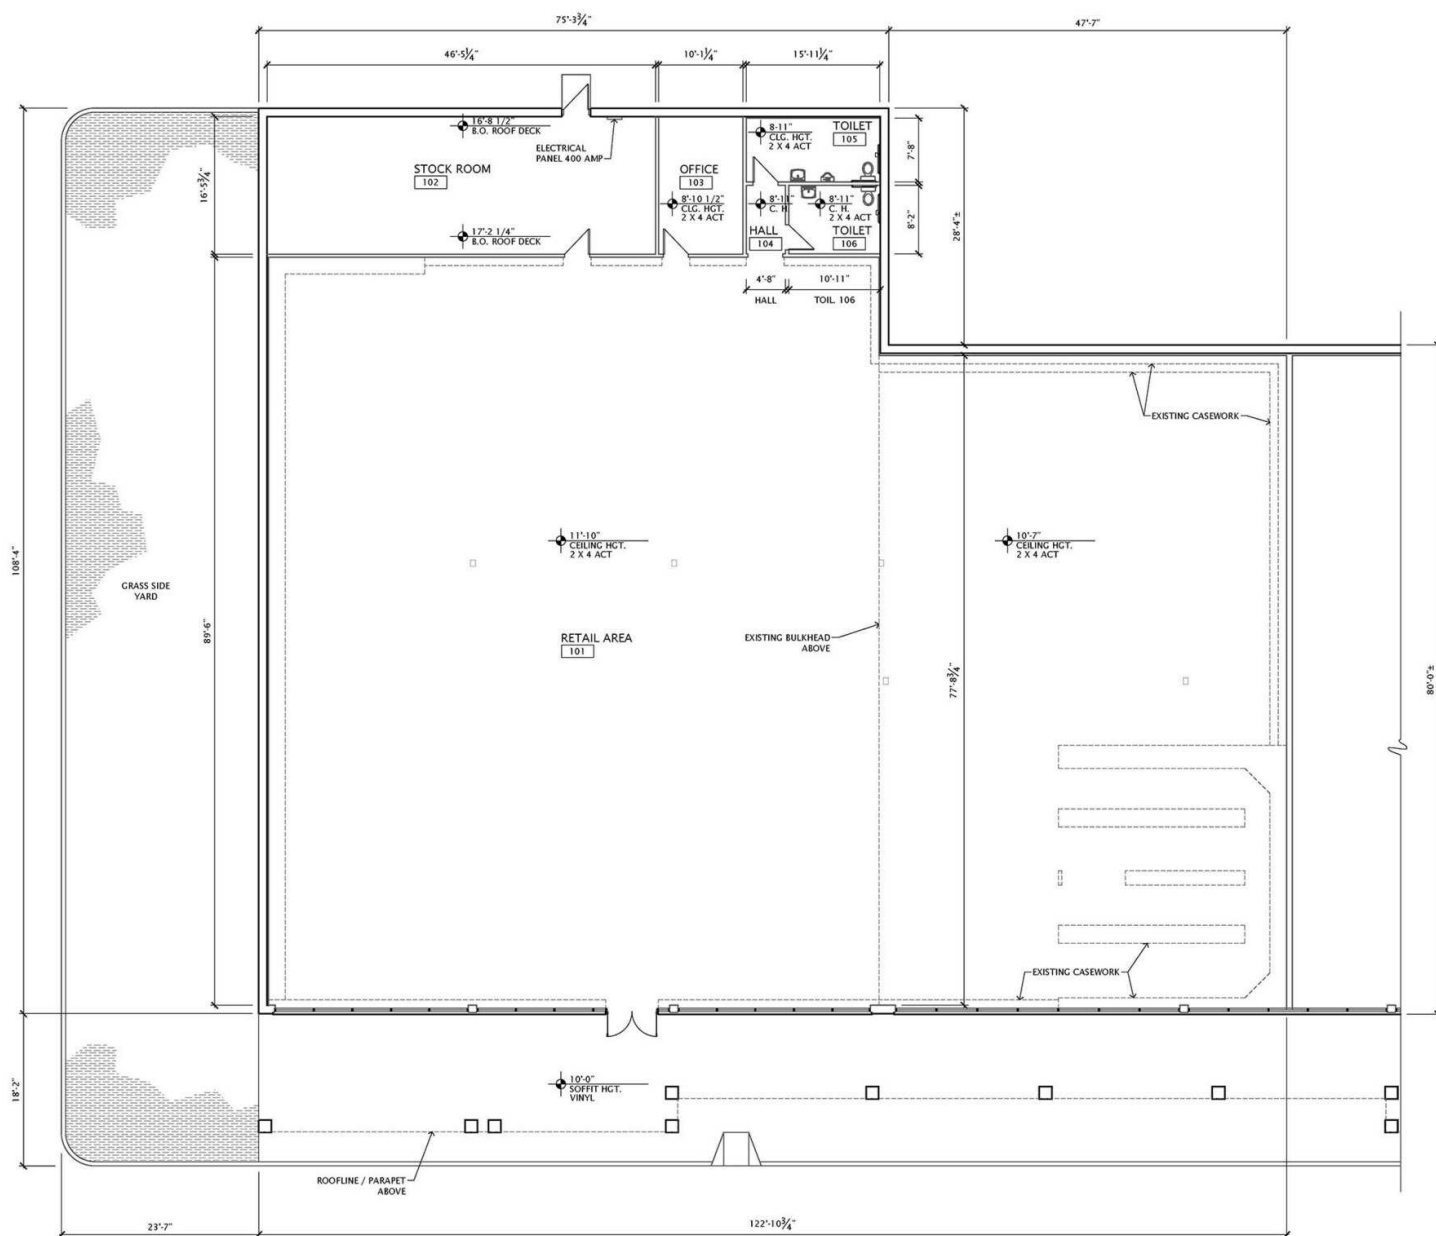 75'-3¾"
47'-7"
46'-5¼"
10'-1¼"
15'-11¼"
16'-8 1/2"
B.O. ROOF DECK
ELECTRICAL
PANEL 400 AMP
STOCK ROOM
102
17'-2 1/4"
B.O. ROOF DECK
OFFICE
103
8'-10 1/2"
CLG. HGT.
2 X 4 ACT
8-11"
CLG. HGT.
2 X 4 ACT
TOILET
105
8'-11"
C. H.
8'-11"
C. H.
2 X 4 ACT
HALL
104
TOILET
106
7'-8"
8'-2"
28'-4"±
16'-5¾"
4'-8"
HALL
10'-11"
TOIL. 106
EXISTING CASEWORK
108'-4"
GRASS SIDE
YARD
89'-6"
11'-10"
CEILING HGT.
2 X 4 ACT
10'-7"
CEILING HGT.
2 X 4 ACT
RETAIL AREA
101
EXISTING BULKHEAD
ABOVE
77'-8¾"
80'-0"±
EXISTING CASEWORK
18'-2"
10'-0"
SOFFIT HGT.
VINYL
ROOFLINE / PARAPET
ABOVE
23'-7"
122'-10¾"